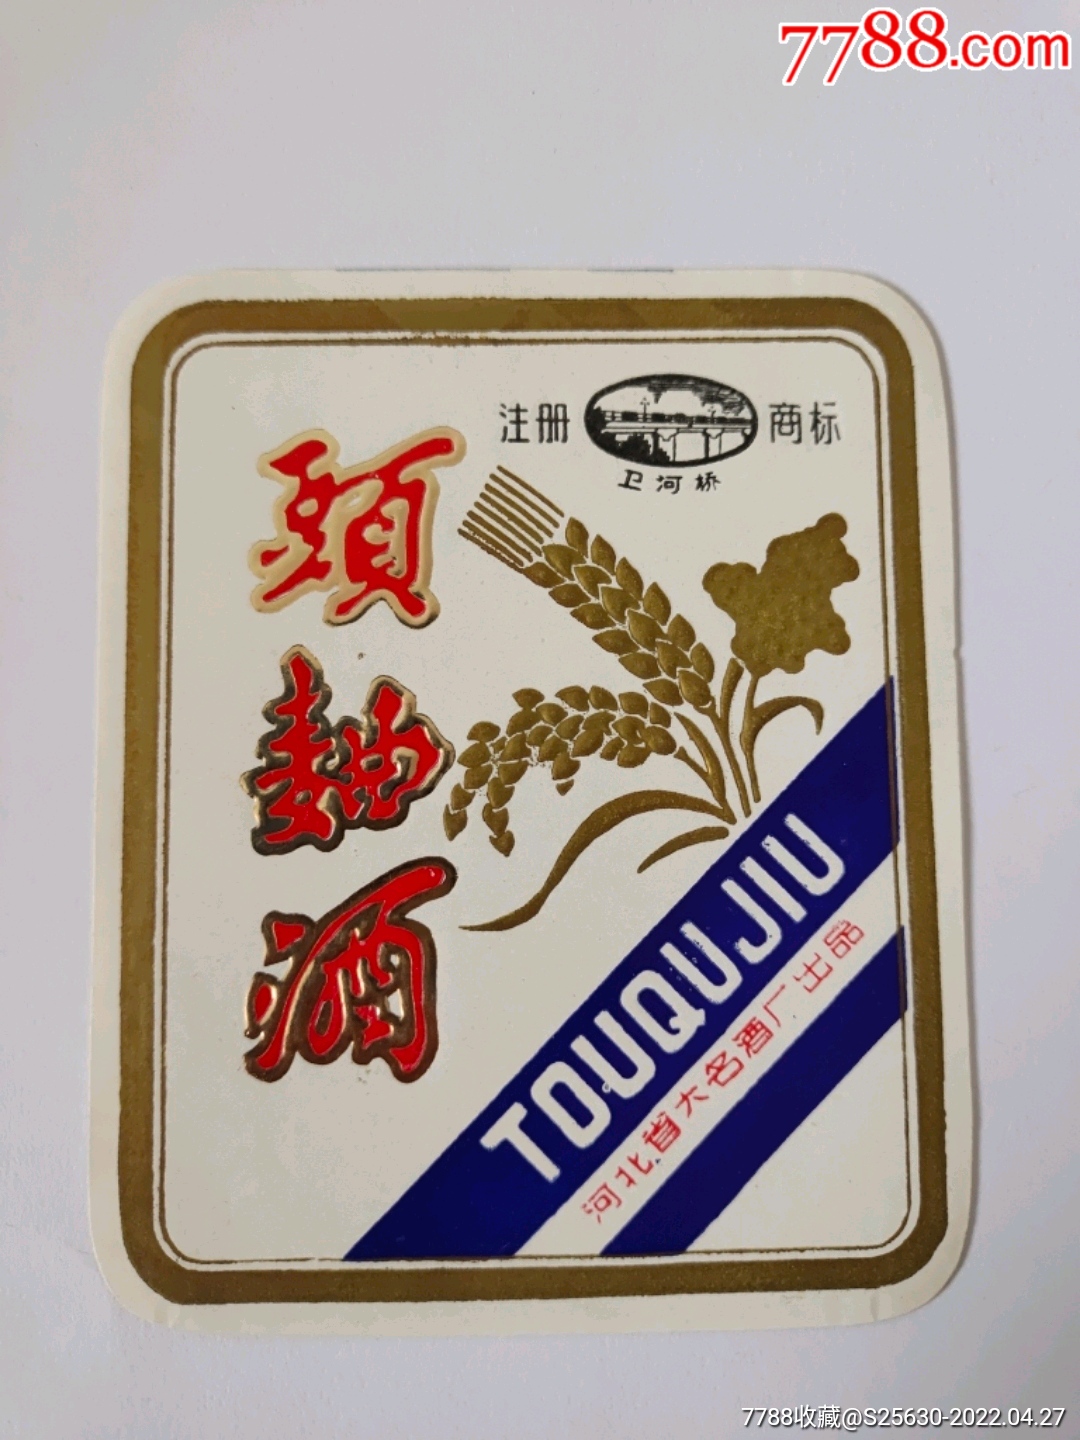 7788.com
注册 商标
卫河桥
頭麯酒
TOUQUJIU
河北省大名酒厂出品
7788收藏@S25630-2022.04.27